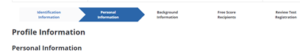 Identification Information
Personal Information
Background Information
Free Score Recipients
Review Test Registration
Profile Information
Personal Information